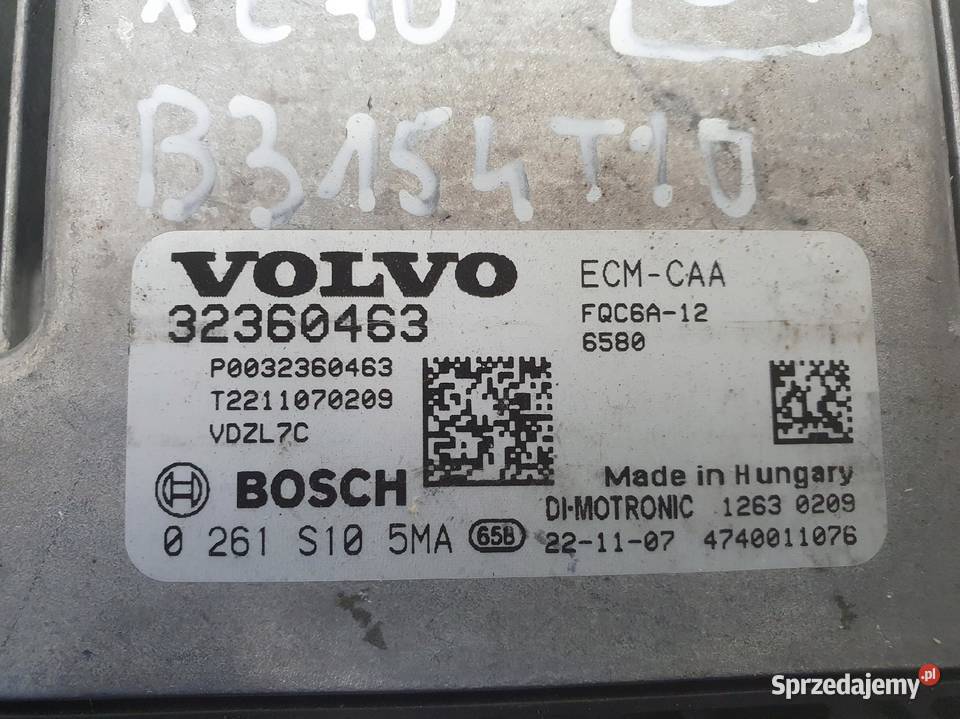 XC40
B3154T10
VOLVO
ECM-CAA
32360463
FQC6A-12
6580
P0032360463
T2211070209
VDZL7C
BOSCH
Made in Hungary
DI-MOTRONIC 1263 0209
0 261 S10 5MA 65B 22-11-07 4740011076
Sprzedajemy.pl